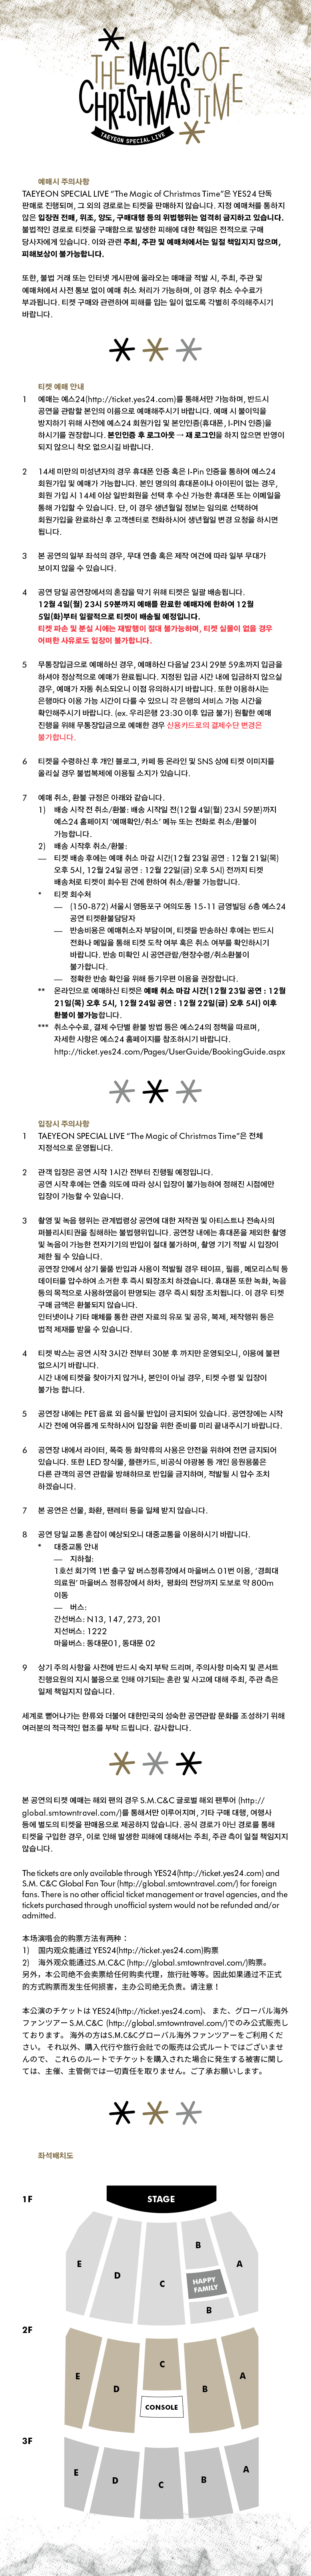 THE MAGIC OF
CHRISTMAS TIME
TAEYEON SPECIAL LIVE
예매시 주의사항
TAEYEON SPECIAL LIVE "The Magic of Christmas Time"은 YES24 단독
판매로 진행되며, 그 외의 경로로는 티켓을 판매하지 않습니다. 지정 예매처를 통하지
않은 입장권 전매, 위조, 양도, 구매대행 등의 위법행위는 엄격히 금지하고 있습니다.
불법적인 경로로 티켓을 구매함으로 발생한 피해에 대한 책임은 전적으로 구매
당사자에게 있습니다. 이와 관련 주최, 주관 및 예매처에서는 일절 책임지지 않으며,
피해보상이 불가능합니다.
또한, 불법 거래 또는 인터넷 게시판에 올라오는 매매글 적발 시, 주최, 주관 및
예매처에서 사전 통보 없이 예매 취소 처리가 가능하며, 이 경우 취소 수수료가
부과됩니다. 티켓 구매와 관련하여 피해를 입는 일이 없도록 각별히 주의해주시기
바랍니다.
티켓 예매 안내
1 예매는 예스24(http://ticket.yes24.com)를 통해서만 가능하며, 반드시
공연을 관람할 본인의 이름으로 예매해주시기 바랍니다. 예매 시 불이익을
방지하기 위해 사전에 예스24 회원가입 및 본인인증(휴대폰, I-PIN 인증)을
하시기를 권장합니다. 본인인증 후 로그아웃 → 재 로그인을 하지 않으면 반영이
되지 않으니 착오 없으시길 바랍니다.
2 14세 미만의 미성년자의 경우 휴대폰 인증 혹은 I-Pin 인증을 통하여 예스24
회원가입 및 예매가 가능합니다. 본인 명의의 휴대폰이나 아이핀이 없는 경우,
회원 가입 시 14세 이상 일반회원을 선택 후 수신 가능한 휴대폰 또는 이메일을
통해 가입할 수 있습니다. 단, 이 경우 생년월일 정보는 임의로 선택하여
회원가입을 완료하신 후 고객센터로 전화하시어 생년월일 변경 요청을 하시면
됩니다.
3 본 공연의 일부 좌석의 경우, 무대 연출 혹은 제작 여건에 따라 일부 무대가
보이지 않을 수 있습니다.
4 공연 당일 공연장에서의 혼잡을 막기 위해 티켓은 일괄 배송됩니다.
12월 4일(월) 23시 59분까지 예매를 완료한 예매자에 한하여 12월
5일(화)부터 일괄적으로 티켓이 배송될 예정입니다.
티켓 파손 및 분실 시에는 재발행이 절대 불가능하며, 티켓 실물이 없을 경우
어떠한 사유로도 입장이 불가합니다.
5 무통장입금으로 예매하신 경우, 예매하신 다음날 23시 29분 59초까지 입금을
하셔야 정상적으로 예매가 완료됩니다. 지정된 입금 시간 내에 입금하지 않으실
경우, 예매가 자동 취소되오니 이점 유의하시기 바랍니다. 또한 이용하시는
은행마다 이용 가능 시간이 다를 수 있으니 각 은행의 서비스 가능 시간을
확인해주시기 바랍니다. (ex. 우리은행 23:30 이후 입금 불가) 원활한 예매
진행을 위해 무통장입금으로 예매한 경우 신용카드로의 결제수단 변경은
불가합니다.
6 티켓을 수령하신 후 개인 블로그, 카페 등 온라인 및 SNS 상에 티켓 이미지를
올리실 경우 불법복제에 이용될 소지가 있습니다.
7 예매 취소, 환불 규정은 아래와 같습니다.
1) 배송 시작 전 취소/환불: 배송 시작일 전(12월 4일(월) 23시 59분)까지
예스24 홈페이지 '예매확인/취소' 메뉴 또는 전화로 취소/환불이
가능합니다.
2) 배송 시작후 취소/환불:
— 티켓 배송 후에는 예매 취소 마감 시간(12월 23일 공연 : 12월 21일(목)
오후 5시, 12월 24일 공연 : 12월 22일(금) 오후 5시) 전까지 티켓
배송처로 티켓이 회수된 건에 한하여 취소/환불 가능합니다.
* 티켓 회수처
— (150-872) 서울시 영등포구 여의도동 15-11 금영빌딩 6층 예스24
공연 티켓환불담당자
— 반송비용은 예매취소자 부담이며, 티켓을 반송하신 후에는 반드시
전화나 메일을 통해 티켓 도착 여부 혹은 취소 여부를 확인하시기
바랍니다. 반송 미확인 시 공연관람/현장수령/취소환불이
불가합니다.
— 정확한 반송 확인을 위해 등기우편 이용을 권장합니다.
** 온라인으로 예매하신 티켓은 예매 취소 마감 시간(12월 23일 공연 : 12월
21일(목) 오후 5시, 12월 24일 공연 : 12월 22일(금) 오후 5시) 이후
환불이 불가능합니다.
*** 취소수수료, 결제 수단별 환불 방법 등은 예스24의 정책을 따르며,
자세한 사항은 예스24 홈페이지를 참조하시기 바랍니다.
http://ticket.yes24.com/Pages/UserGuide/BookingGuide.aspx
입장시 주의사항
1 TAEYEON SPECIAL LIVE "The Magic of Christmas Time"은 전체
지정석으로 운영됩니다.
2 관객 입장은 공연 시작 1시간 전부터 진행될 예정입니다.
공연 시작 후에는 연출 의도에 따라 상시 입장이 불가능하여 정해진 시점에만
입장이 가능할 수 있습니다.
3 촬영 및 녹음 행위는 관계법령상 공연에 대한 저작권 및 아티스트나 전속사의
퍼블리시티권을 침해하는 불법행위입니다. 공연장 내에는 휴대폰을 제외한 촬영
및 녹음이 가능한 전자기기의 반입이 절대 불가하며, 촬영 기기 적발 시 입장이
제한 될 수 있습니다.
공연장 안에서 상기 물품 반입과 사용이 적발될 경우 테이프, 필름, 메모리스틱 등
데이터를 압수하여 소거한 후 즉시 퇴장조치 하겠습니다. 휴대폰 또한 녹화, 녹음
등의 목적으로 사용하였음이 판명되는 경우 즉시 퇴장 조치됩니다. 이 경우 티켓
구매 금액은 환불되지 않습니다.
인터넷이나 기타 매체를 통한 관련 자료의 유포 및 공유, 복제, 제작행위 등은
법적 제재를 받을 수 있습니다.
4 티켓 박스는 공연 시작 3시간 전부터 30분 후 까지만 운영되오니, 이용에 불편
없으시기 바랍니다.
시간 내에 티켓을 찾아가지 않거나, 본인이 아닐 경우, 티켓 수령 및 입장이
불가능 합니다.
5 공연장 내에는 PET 음료 외 음식물 반입이 금지되어 있습니다. 공연장에는 시작
시간 전에 여유롭게 도착하시어 입장을 위한 준비를 미리 끝내주시기 바랍니다.
6 공연장 내에서 라이터, 폭죽 등 화약류의 사용은 안전을 위하여 전면 금지되어
있습니다. 또한 LED 장식물, 플랜카드, 비공식 야광봉 등 개인 응원용품은
다른 관객의 공연 관람을 방해하므로 반입을 금지하며, 적발될 시 압수 조치
하겠습니다.
7 본 공연은 선물, 화환, 팬레터 등을 일체 받지 않습니다.
8 공연 당일 교통 혼잡이 예상되오니 대중교통을 이용하시기 바랍니다.
* 대중교통 안내
— 지하철:
1호선 회기역 1번 출구 앞 버스정류장에서 마을버스 01번 이용, '경희대
의료원' 마을버스 정류장에서 하차, 평화의 전당까지 도보로 약 800m
이동
— 버스:
간선버스: N13, 147, 273, 201
지선버스: 1222
마을버스: 동대문01, 동대문 02
9 상기 주의 사항을 사전에 반드시 숙지 부탁 드리며, 주의사항 미숙지 및 콘서트
진행요원의 지시 불응으로 인해 야기되는 혼란 및 사고에 대해 주최, 주관 측은
일체 책임지지 않습니다.
세계로 뻗어나가는 한류와 더불어 대한민국의 성숙한 공연관람 문화를 조성하기 위해
여러분의 적극적인 협조를 부탁 드립니다. 감사합니다.
본 공연의 티켓 예매는 해외 팬의 경우 S.M.C&C 글로벌 해외 팬투어 (http://
global.smtowntravel.com/)를 통해서만 이루어지며, 기타 구매 대행, 여행사
등에 별도의 티켓을 판매용으로 제공하지 않습니다. 공식 경로가 아닌 경로를 통해
티켓을 구입한 경우, 이로 인해 발생한 피해에 대해서는 주최, 주관 측이 일절 책임지지
않습니다.
The tickets are only available through YES24(http://ticket.yes24.com) and
S.M. C&C Global Fan Tour (http://global.smtowntravel.com/) for foreign
fans. There is no other official ticket management or travel agencies, and the
tickets purchased through unofficial system would not be refunded and/or
admitted.
本场演唱会的购票方法有两种：
1) 国内观众能通过 YES24(http://ticket.yes24.com)购票
2) 海外观众能通过S.M.C&C (http://global.smtowntravel.com/)购票。
另外，本公司绝不会卖票给任何购卖代理，旅行社等等。因此如果通过不正式
的方式购票而发生任何损害，主办公司绝无负责。请注意！
本公演のチケットは YES24(http://ticket.yes24.com)、 また、グローバル海外
ファンツアー S.M.C&C (http://global.smtowntravel.com/)でのみ公式販売し
ております。 海外の方はS.M.C&Cグローバル海外ファンツアーをご利用くだ
さい。 それ以外、購入代行や旅行会社での販売は公式ルートではございませ
んので、 これらのルートでチケットを購入された場合に発生する被害に関し
ては、主催、主管側では一切責任を取りません。ご了承お願いします。
좌석배치도
1F
STAGE
E
D
C
B
A
HAPPY
FAMILY
B
2F
E
D
C
B
A
CONSOLE
3F
E
D
C
B
A